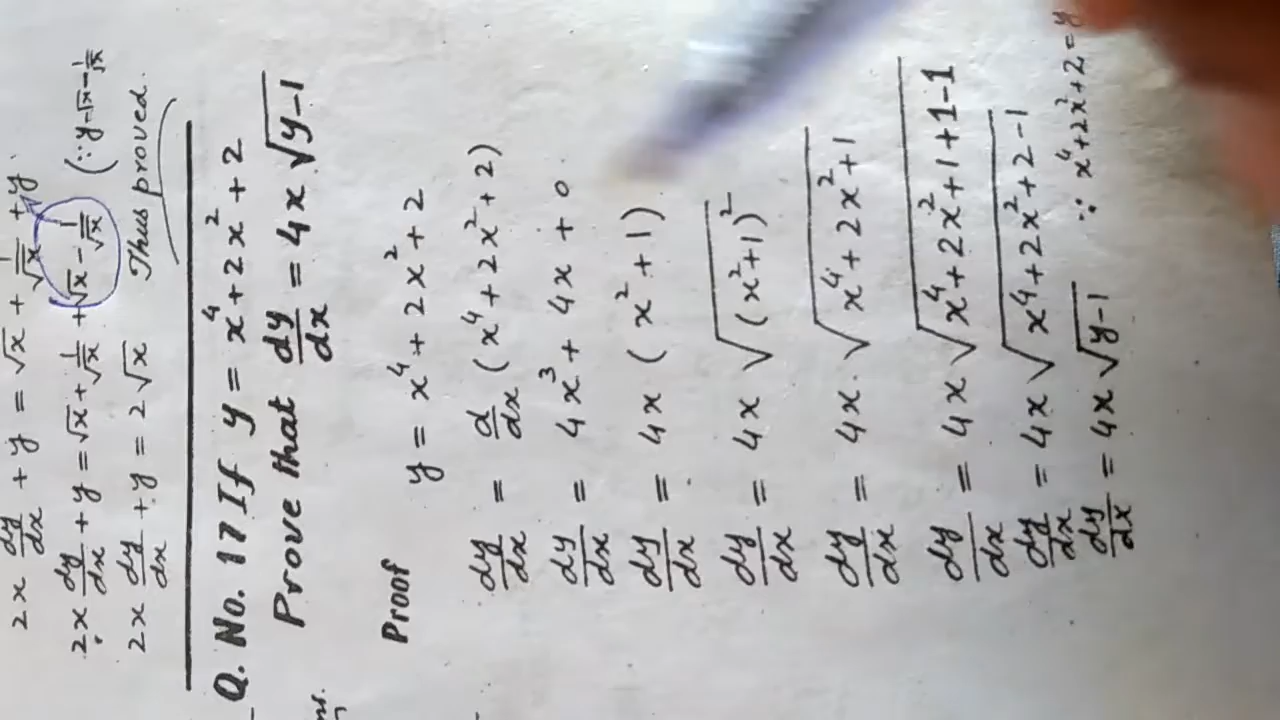 2x dy/dx + y = √x + 1/√x + y
2x dy/dx + y = √x + 1/√x + √x - 1/√x (∵ y = √x - 1/√x
2x dy/dx + y = 2√x Thus proved.
Q. No. 17 If y = x⁴ + 2x² + 2
Prove that dy/dx = 4x √(y-1)
Proof y = x⁴ + 2x² + 2
dy/dx = d/dx (x⁴ + 2x² + 2)
dy/dx = 4x³ + 4x + 0
dy/dx = 4x (x² + 1)
dy/dx = 4x √(x²+1)²
dy/dx = 4x · √(x⁴ + 2x² + 1)
dy/dx = 4x √(x⁴ + 2x² + 1 + 1 - 1)
dy/dx = 4x √(x⁴ + 2x² + 2 - 1)
dy/dx = 4x √(y-1) ∵ x⁴ + 2x² + 2 = y